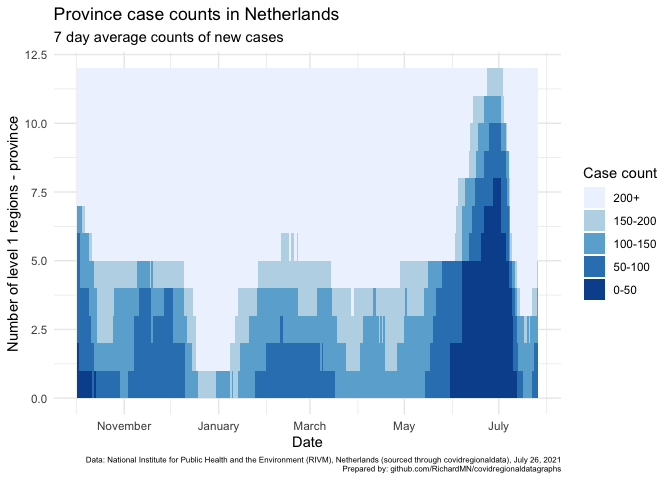 Province case counts in Netherlands
7 day average counts of new cases
12.5
10.0
7.5
5.0
2.5
0.0
Number of level 1 regions - province
November
January
March
May
July
Date
Case count
200+
150-200
100-150
50-100
0-50
Data: National Institute for Public Health and the Environment (RIVM), Netherlands (sourced through covidregionaldata), July 26, 2021
Prepared by: github.com/RichardMN/covidregionaldatagraphs